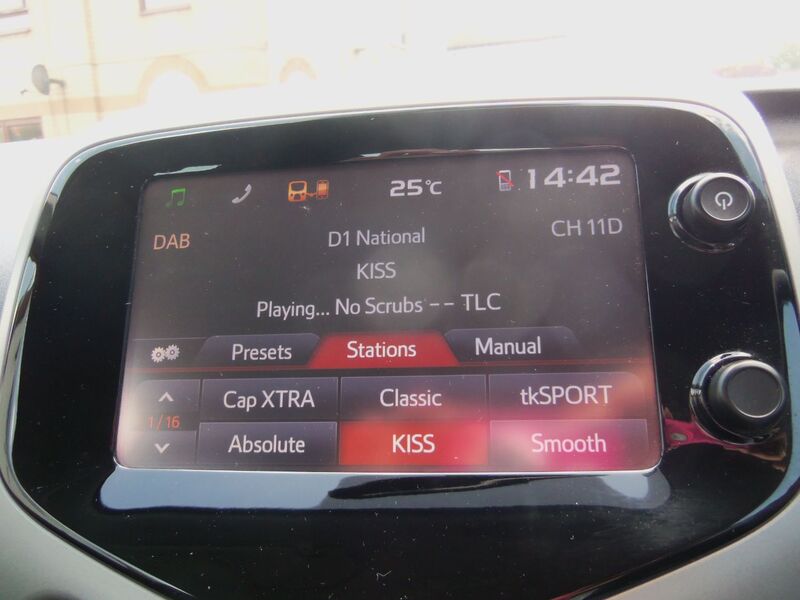 25°C 14:42
DAB D1 National CH 11D
KISS
Playing... No Scrubs -- TLC
Presets Stations Manual
Cap XTRA Classic tkSPORT
1/16
Absolute KISS Smooth